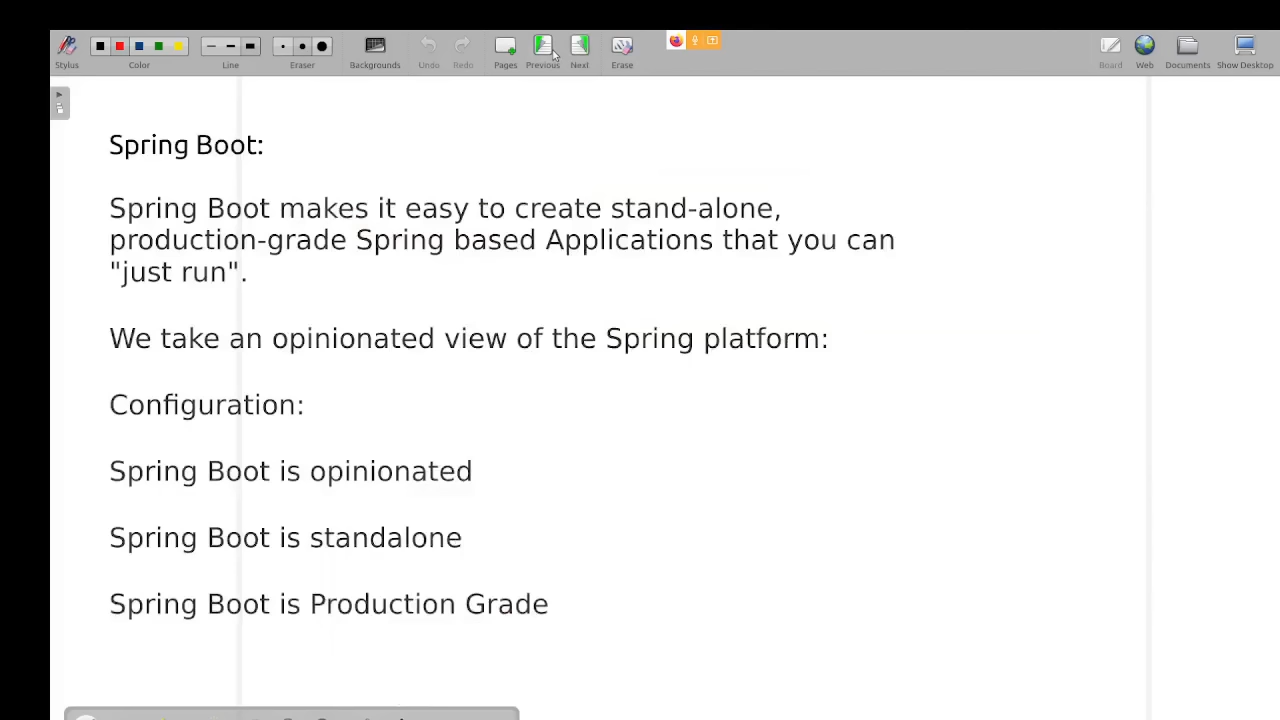 Stylus
Color
Line
Eraser
Backgrounds
Undo
Redo
Pages
Previous
Next
Erase
Board
Web
Documents
Show Desktop
Spring Boot:
Spring Boot makes it easy to create stand-alone,
production-grade Spring based Applications that you can
"just run".
We take an opinionated view of the Spring platform:
Configuration:
Spring Boot is opinionated
Spring Boot is standalone
Spring Boot is Production Grade